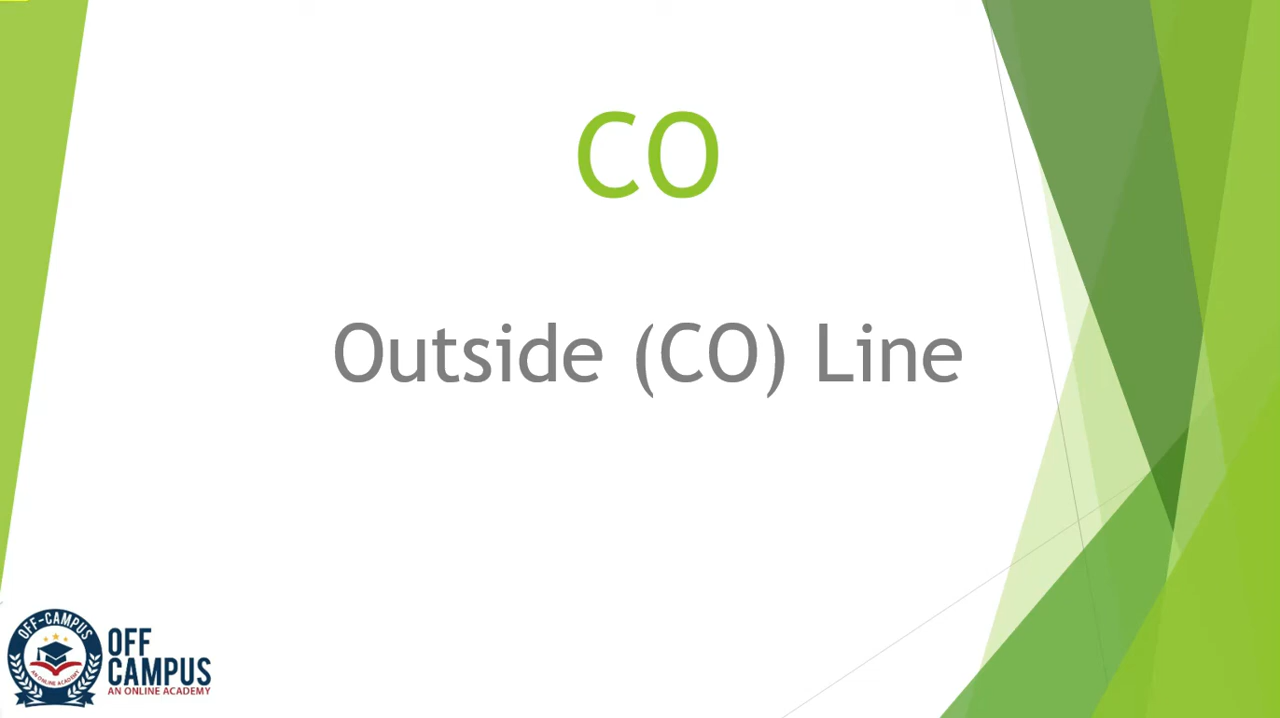 CO
Outside (CO) Line
OFF-CAMPUS
AN ONLINE ACADEMY
OFF
CAMPUS
AN ONLINE ACADEMY